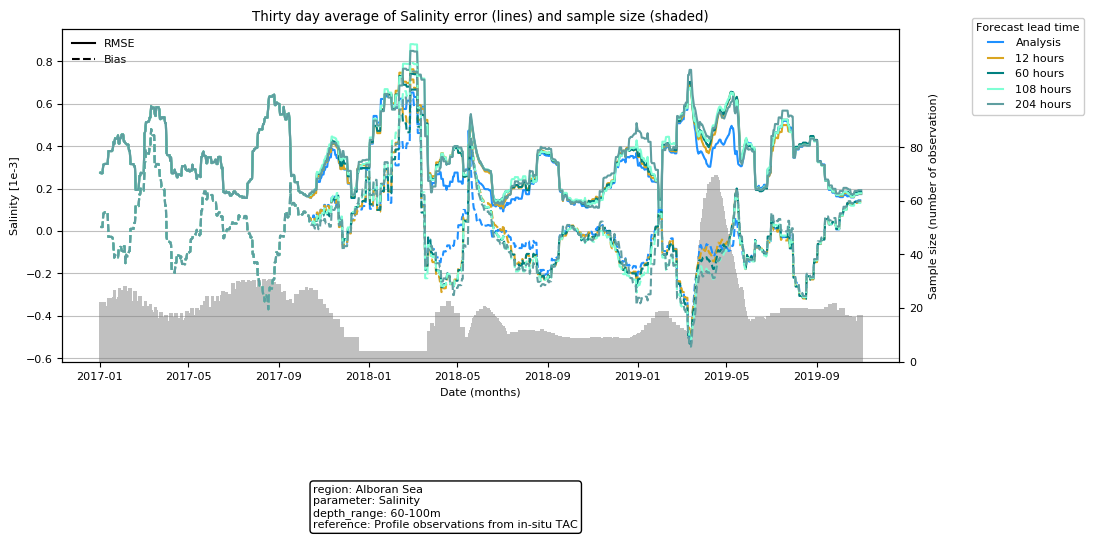 Thirty day average of Salinity error (lines) and sample size (shaded)
Forecast lead time
Analysis
12 hours
60 hours
108 hours
204 hours
RMSE
Bias
Salinity [1e-3]
0.8
0.6
0.4
0.2
0.0
−0.2
−0.4
−0.6
Sample size (number of observation)
80
60
40
20
0
2017-01
2017-05
2017-09
2018-01
2018-05
2018-09
2019-01
2019-05
2019-09
Date (months)
region: Alboran Sea
parameter: Salinity
depth_range: 60-100m
reference: Profile observations from in-situ TAC